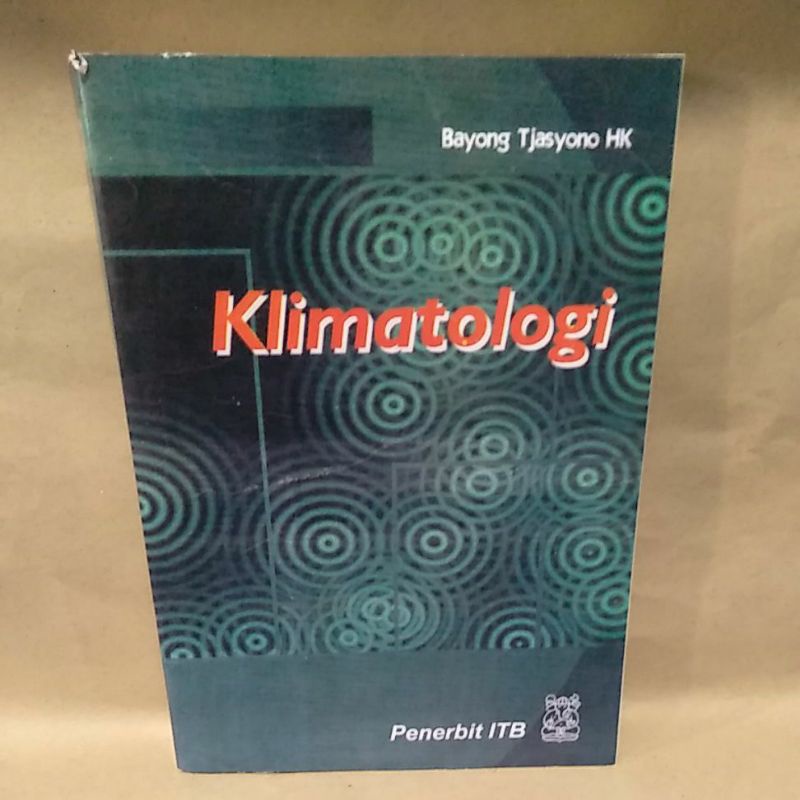 Bayong Tjasyono HK
Klimatologi
Penerbit ITB